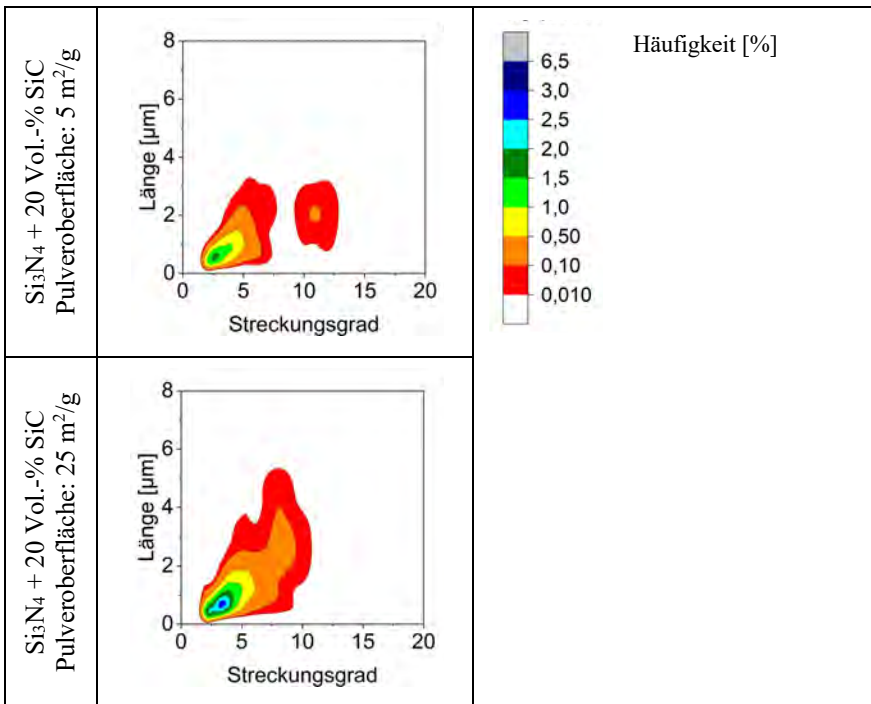 Si₃N₄ + 20 Vol.-% SiC
Pulveroberfläche: 5 m²/g
8
6
4
2
0
Länge [µm]
0 5 10 15 20
Streckungsgrad
Häufigkeit [%]
6,5
3,0
2,5
2,0
1,5
1,0
0,50
0,10
0,010
Si₃N₄ + 20 Vol.-% SiC
Pulveroberfläche: 25 m²/g
8
6
4
2
0
Länge [µm]
0 5 10 15 20
Streckungsgrad